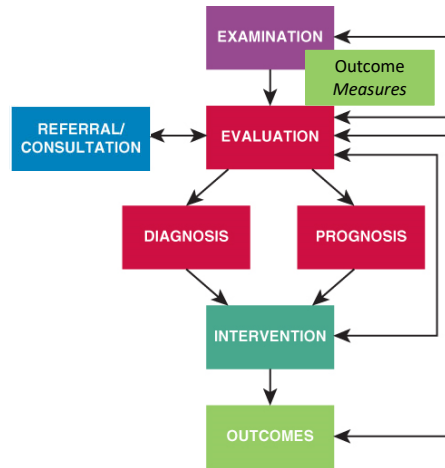 EXAMINATION
Outcome
Measures
REFERRAL/
CONSULTATION
EVALUATION
DIAGNOSIS
PROGNOSIS
INTERVENTION
OUTCOMES